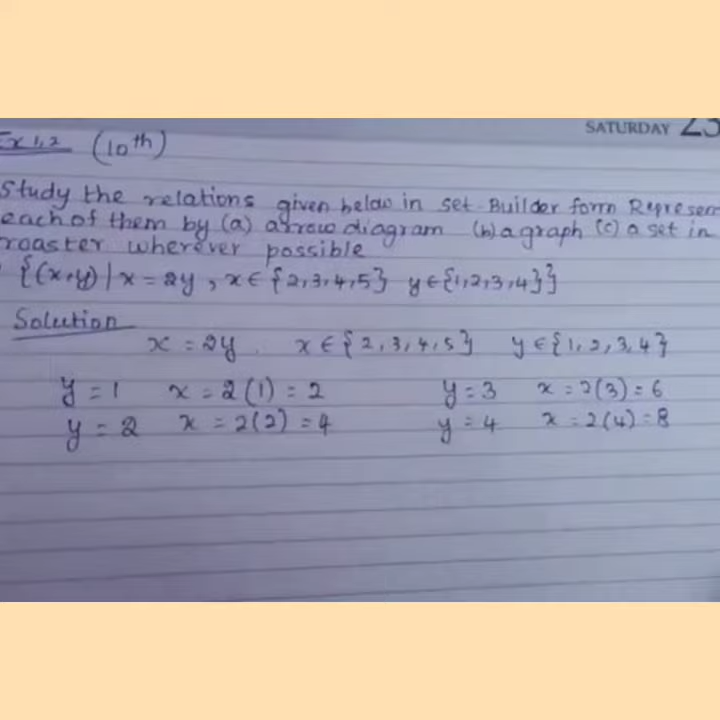 SATURDAY 23
Ex 1.2 (10th)
Study the relations given below in set-Builder form Represen
each of them by (a) arrow diagram (b) a graph (c) a set in
roaster wherever possible
{(x,y) | x = 2y, x ∈ {2,3,4,5} y ∈ {1,2,3,4}}
Solution
x = 2y. x ∈ {2,3,4,5} y ∈ {1,2,3,4}
y = 1 x = 2(1) = 2 y = 3 x = 2(3) = 6
y = 2 x = 2(2) = 4 y = 4 x = 2(4) = 8